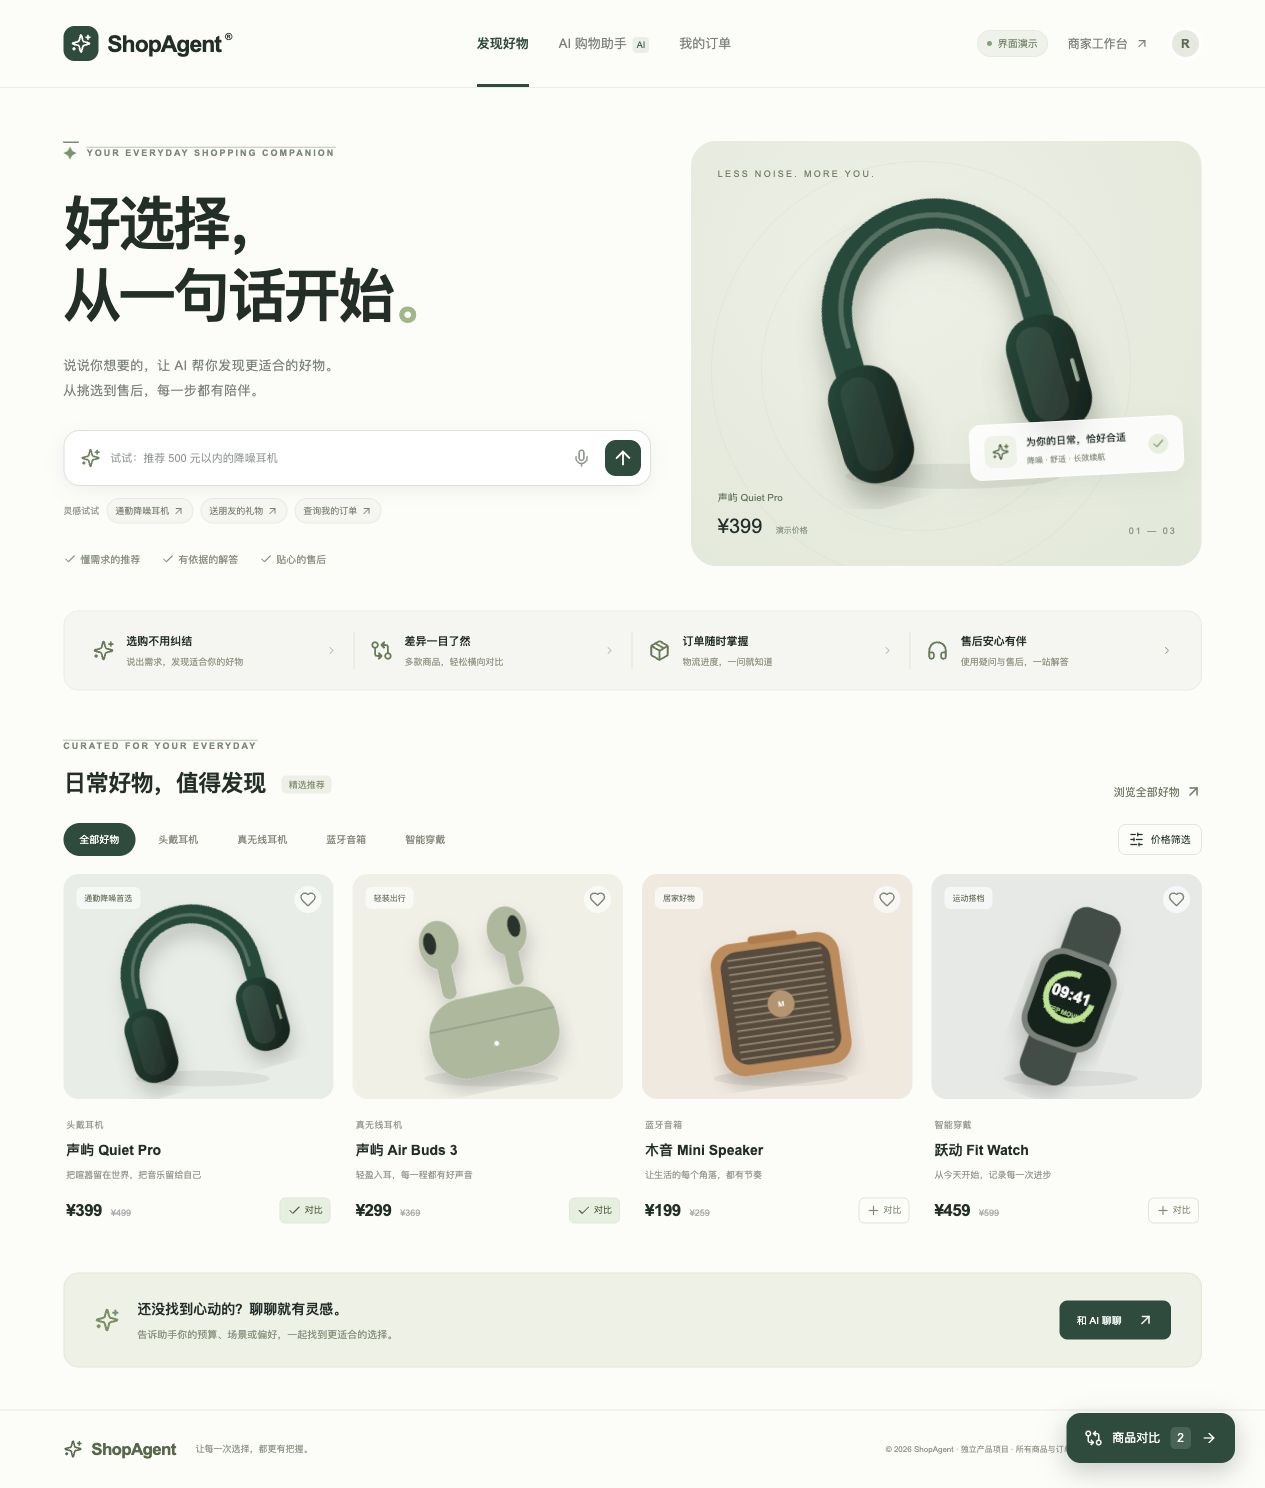 ShopAgent®
发现好物
AI 购物助手 AI
我的订单
界面演示
商家工作台
R
YOUR EVERYDAY SHOPPING COMPANION
好选择，
从一句话开始。
说说你想要的，让 AI 帮你发现更适合的好物。
从挑选到售后，每一步都有陪伴。
试试：推荐 500 元以内的降噪耳机
灵感试试
通勤降噪耳机
送朋友的礼物
查询我的订单
懂需求的推荐
有依据的解答
贴心的售后
LESS NOISE. MORE YOU.
为你的日常，恰好合适
降噪 · 舒适 · 长效续航
声屿 Quiet Pro
¥399 演示价格
01 — 03
选购不用纠结
说出需求，发现适合你的好物
差异一目了然
多款商品，轻松横向对比
订单随时掌握
物流进度，一问就知道
售后安心有伴
使用疑问与售后，一站解答
CURATED FOR YOUR EVERYDAY
日常好物，值得发现 精选推荐
浏览全部好物
全部好物
头戴耳机
真无线耳机
蓝牙音箱
智能穿戴
价格筛选
通勤降噪首选
头戴耳机
声屿 Quiet Pro
把喧嚣留在世界，把音乐留给自己
¥399 ¥499 对比
轻装出行
真无线耳机
声屿 Air Buds 3
轻盈入耳，每一程都有好声音
¥299 ¥369 对比
居家好物
M
蓝牙音箱
木音 Mini Speaker
让生活的每个角落，都有节奏
¥199 ¥259 对比
运动搭档
09:41
智能穿戴
跃动 Fit Watch
从今天开始，记录每一次进步
¥459 ¥599 对比
还没找到心动的？聊聊就有灵感。
告诉助手你的预算、场景或偏好，一起找到更适合的选择。
和 AI 聊聊
ShopAgent
让每一次选择，都更有把握。
© 2026 ShopAgent · 独立产品项目 · 所有商品与订
商品对比 2